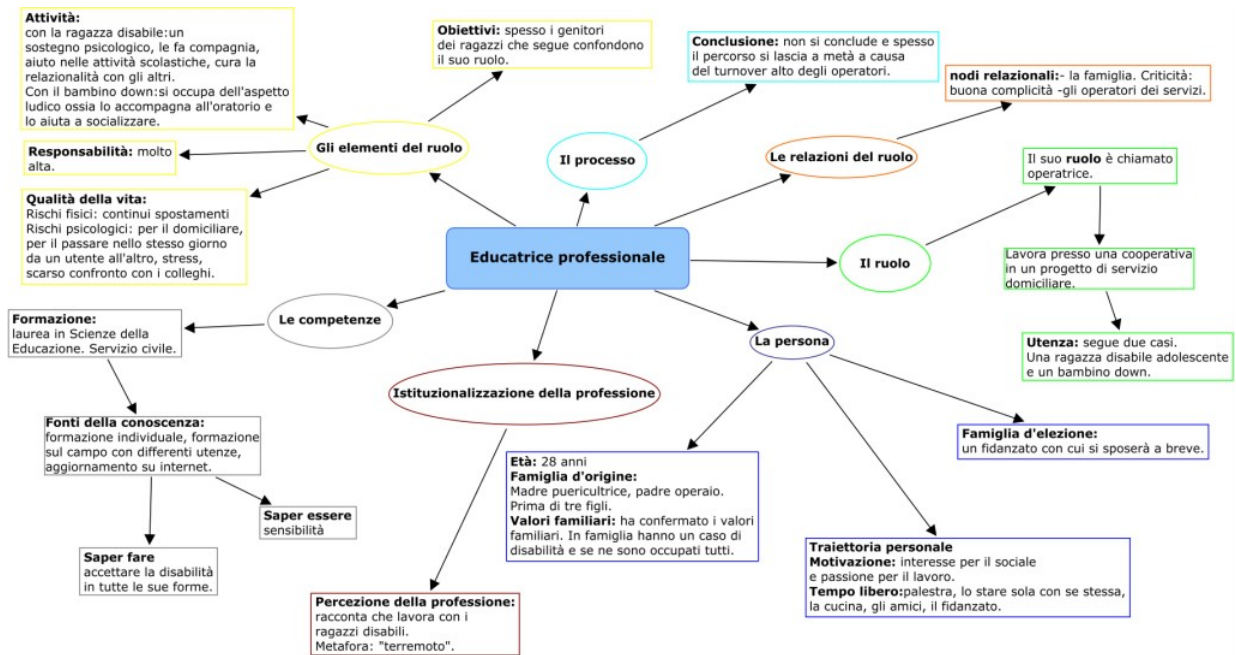 Attività:
con la ragazza disabile:un
sostegno psicologico, le fa compagnia,
aiuto nelle attività scolastiche, cura la
relazionalità con gli altri.
Con il bambino down:si occupa dell'aspetto
ludico ossia lo accompagna all'oratorio e
lo aiuta a socializzare.
Obiettivi: spesso i genitori
dei ragazzi che segue confondono
il suo ruolo.
Conclusione: non si conclude e spesso
il percorso si lascia a metà a causa
del turnover alto degli operatori.
nodi relazionali:- la famiglia. Criticità:
buona complicità -gli operatori dei servizi.
Responsabilità: molto
alta.
Gli elementi del ruolo
Il processo
Le relazioni del ruolo
Il suo ruolo è chiamato
operatrice.
Qualità della vita:
Rischi fisici: continui spostamenti
Rischi psicologici: per il domiciliare,
per il passare nello stesso giorno
da un utente all'altro, stress,
scarso confronto con i colleghi.
Educatrice professionale
Il ruolo
Lavora presso una cooperativa
in un progetto di servizio
domiciliare.
Formazione:
laurea in Scienze della
Educazione. Servizio civile.
Le competenze
La persona
Utenza: segue due casi.
Una ragazza disabile adolescente
e un bambino down.
Istituzionalizzazione della professione
Fonti della conoscenza:
formazione individuale, formazione
sul campo con differenti utenze,
aggiornamento su internet.
Famiglia d'elezione:
un fidanzato con cui si sposerà a breve.
Età: 28 anni
Famiglia d'origine:
Madre puericultrice, padre operaio.
Prima di tre figli.
Valori familiari: ha confermato i valori
familiari. In famiglia hanno un caso di
disabilità e se ne sono occupati tutti.
Saper essere
sensibilità
Saper fare
accettare la disabilità
in tutte le sue forme.
Traiettoria personale
Motivazione: interesse per il sociale
e passione per il lavoro.
Tempo libero:palestra, lo stare sola con se stessa,
la cucina, gli amici, il fidanzato.
Percezione della professione:
racconta che lavora con i
ragazzi disabili.
Metafora: "terremoto".